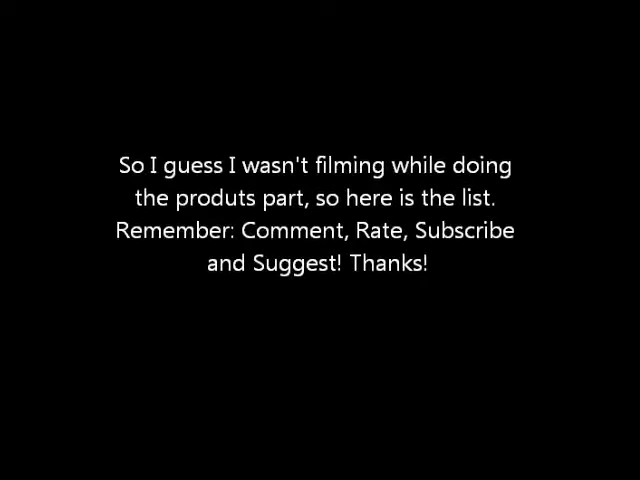 So I guess I wasn't filming while doing
the produts part, so here is the list.
Remember: Comment, Rate, Subscribe
and Suggest! Thanks!